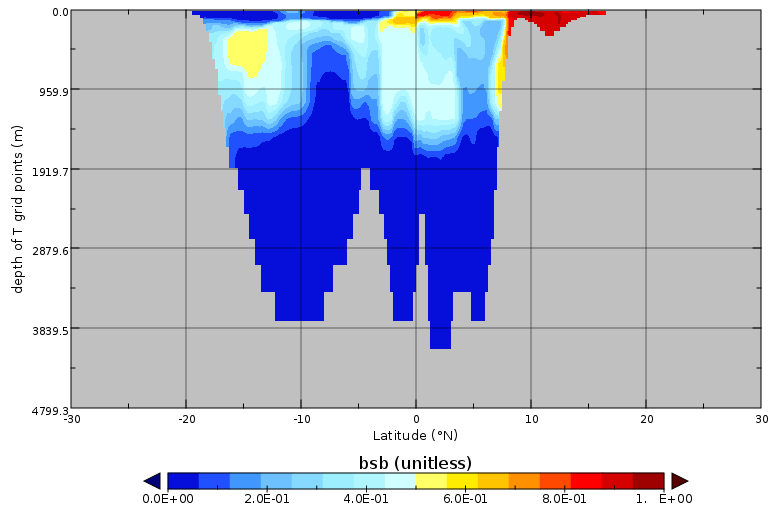 0.0
959.9
1919.7
2879.6
3839.5
4799.3
depth of T grid points (m)
-30 -20 -10 0 10 20 30
Latitude (°N)
bsb (unitless)
0.0E+00 2.0E-01 4.0E-01 6.0E-01 8.0E-01 1. E+00